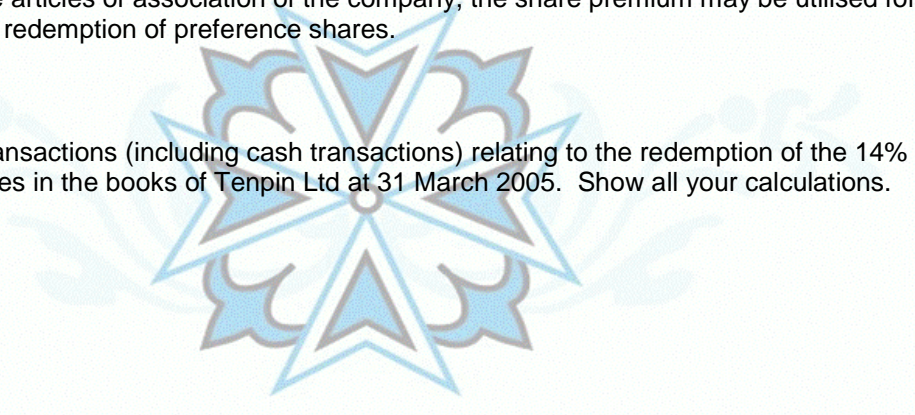 articles of association of the company, the share premium may be utilised for
redemption of preference shares.
ansactions (including cash transactions) relating to the redemption of the 14%
es in the books of Tenpin Ltd at 31 March 2005. Show all your calculations.